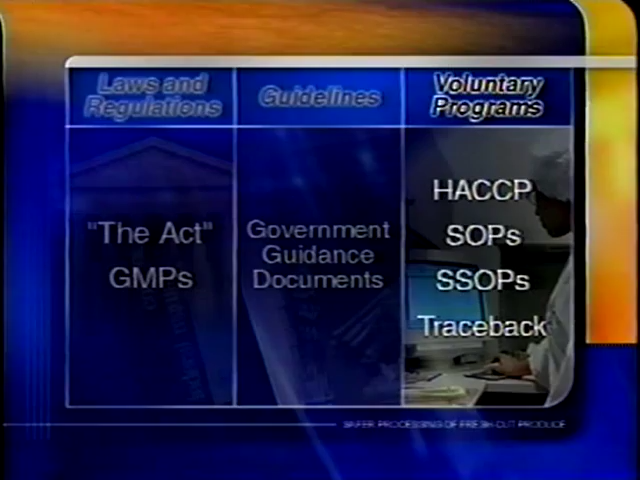 Laws and
Regulations
Guidelines
Voluntary
Programs
"The Act"
GMPs
Government
Guidance
Documents
HACCP
SOPs
SSOPs
Traceback
SAFER PROCESSING OF FRESH-CUT PRODUCE